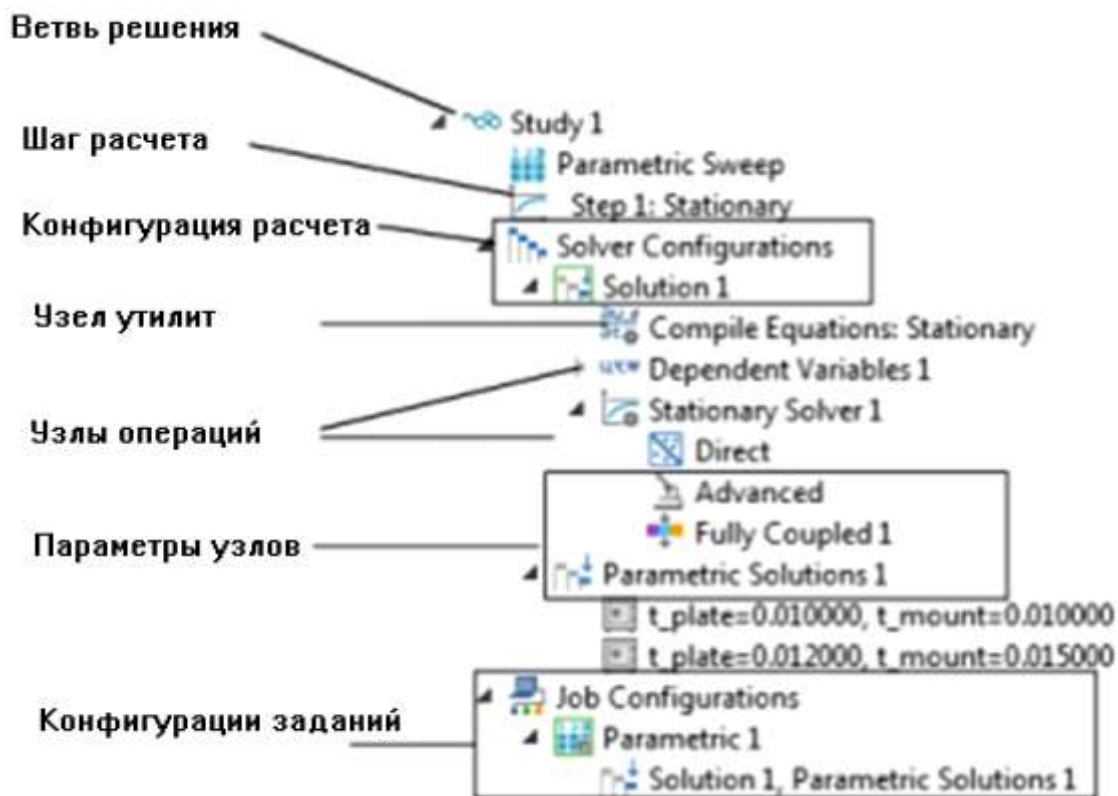 Ветвь решения
Study 1
Шаг расчета
Parametric Sweep
Step 1: Stationary
Конфигурация расчета
Solver Configurations
Solution 1
Узел утилит
Compile Equations: Stationary
Dependent Variables 1
Узлы операций
Stationary Solver 1
Direct
Advanced
Параметры узлов
Fully Coupled 1
Parametric Solutions 1
t_plate=0.010000, t_mount=0.010000
t_plate=0.012000, t_mount=0.015000
Конфигурации заданий
Job Configurations
Parametric 1
Solution 1, Parametric Solutions 1